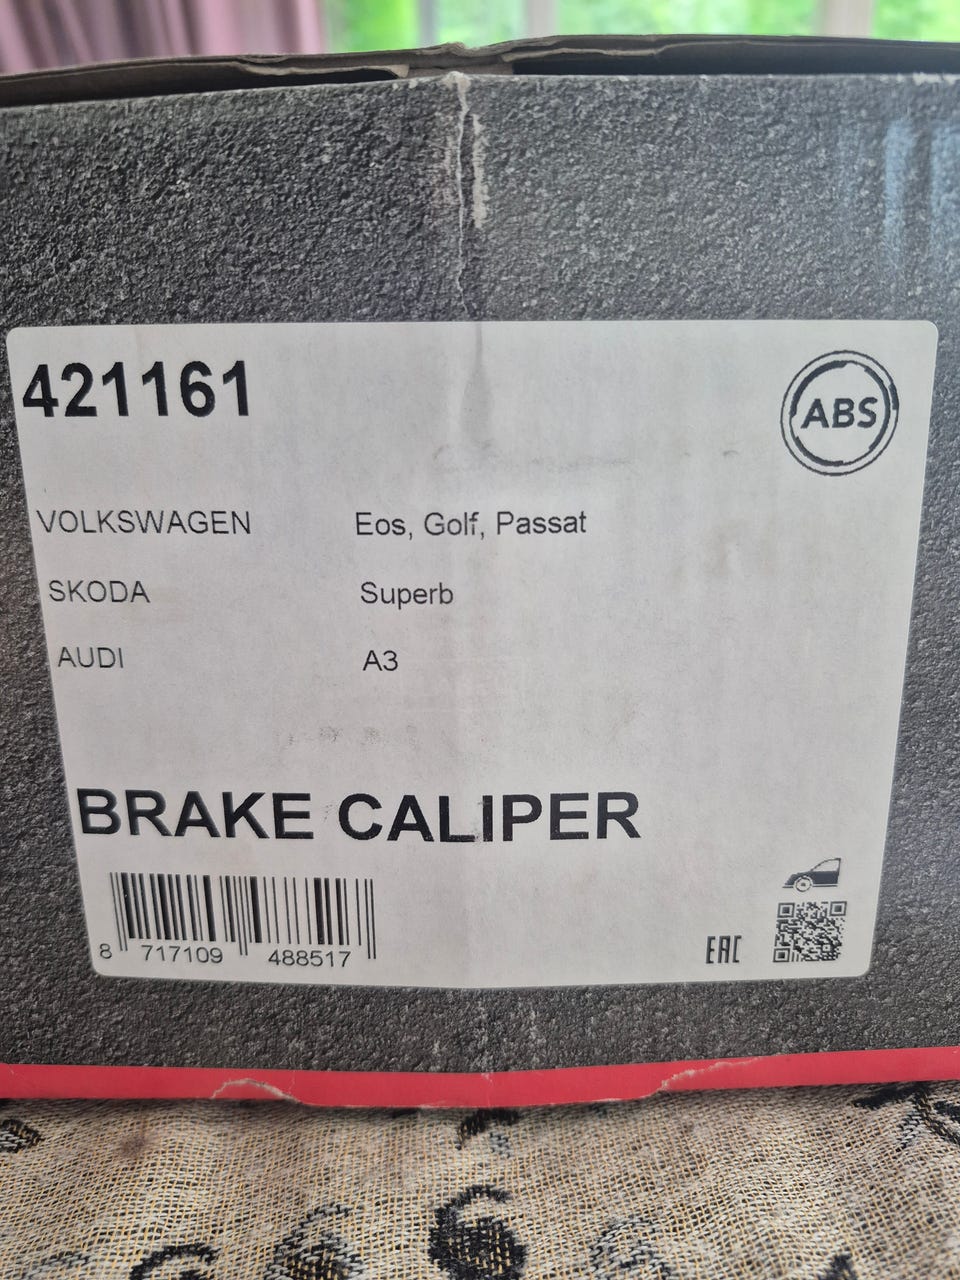 421161
ABS
VOLKSWAGEN Eos, Golf, Passat
SKODA Superb
AUDI A3
BRAKE CALIPER
8 717109 488517
EAC